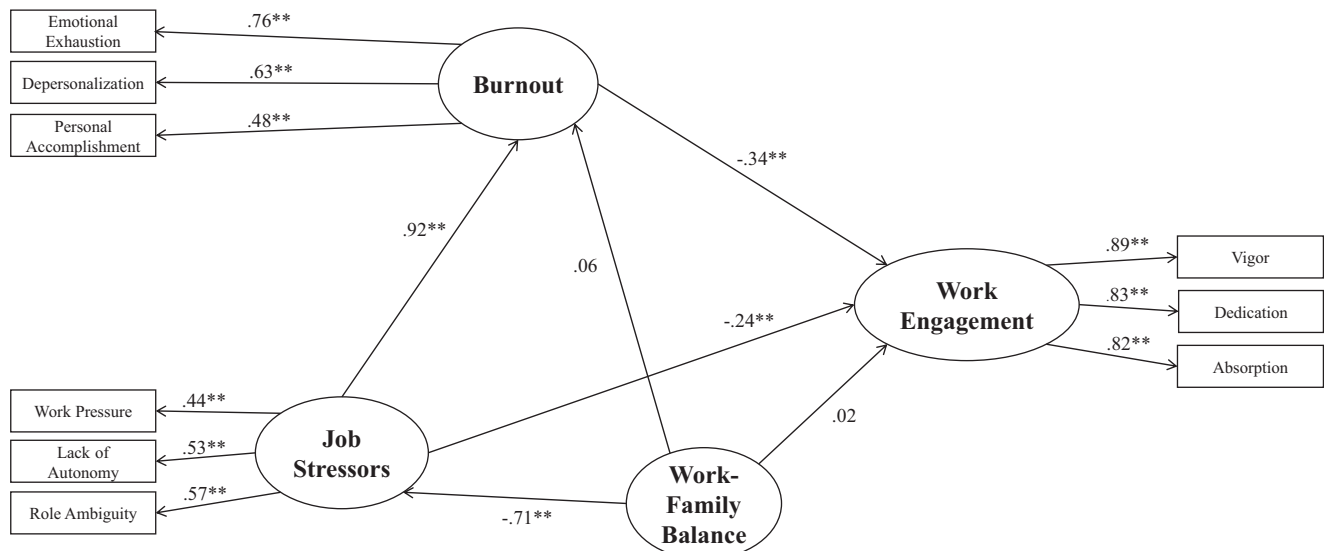 Emotional
Exhaustion
.76**
Depersonalization
.63**
Burnout
Personal
Accomplishment
.48**
-.34**
.92**
.06
.89**
Vigor
Work
Engagement
.83**
Dedication
-.24**
.82**
Absorption
Work Pressure
.44**
.02
Lack of
Autonomy
.53**
Job
Stressors
Role Ambiguity
.57**
-.71**
Work-
Family
Balance